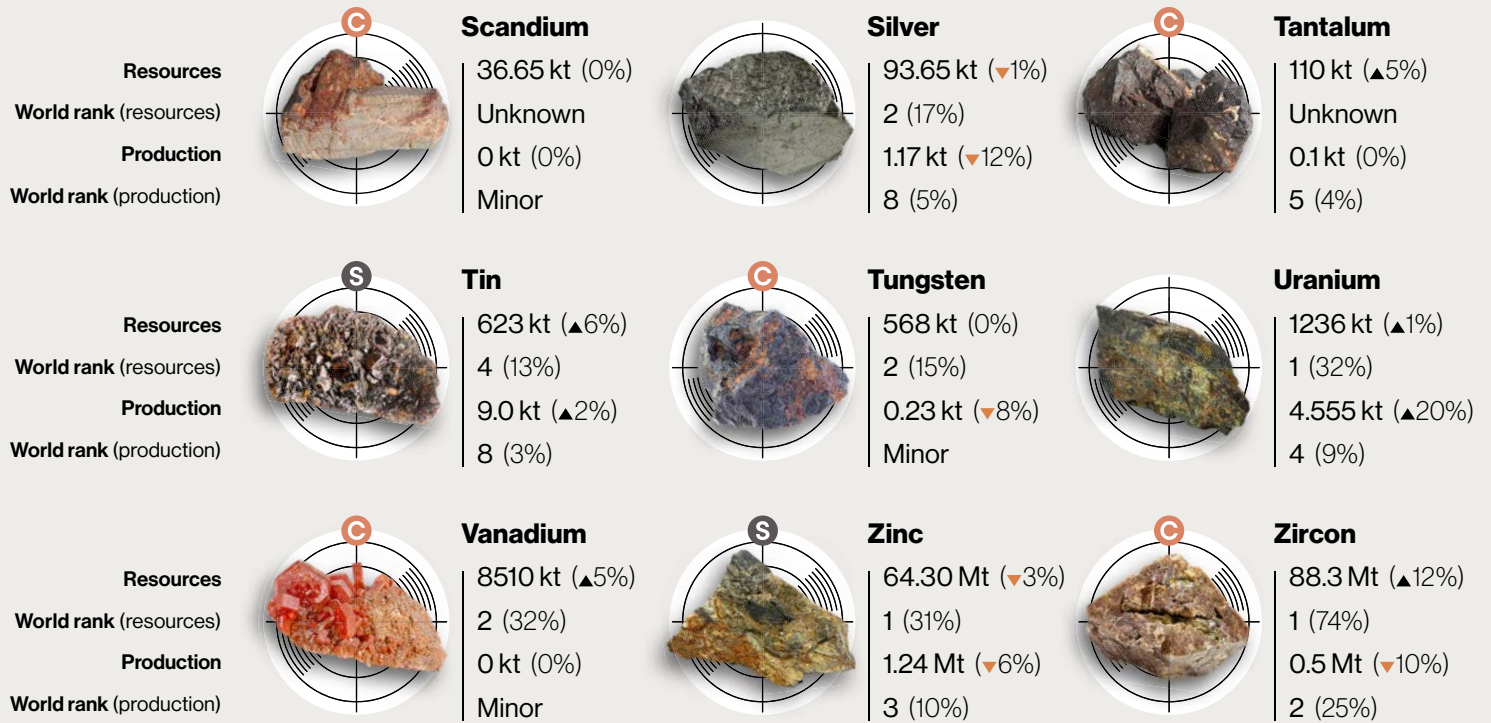 C
C
Scandium
Silver
Tantalum
Resources
36.65 kt (0%)
93.65 kt (▼1%)
110 kt (▲5%)
World rank (resources)
Unknown
2 (17%)
Unknown
Production
0 kt (0%)
1.17 kt (▼12%)
0.1 kt (0%)
World rank (production)
Minor
8 (5%)
5 (4%)
S
C
Tin
Tungsten
Uranium
Resources
623 kt (▲6%)
568 kt (0%)
1236 kt (▲1%)
World rank (resources)
4 (13%)
2 (15%)
1 (32%)
Production
9.0 kt (▲2%)
0.23 kt (▼8%)
4.555 kt (▲20%)
World rank (production)
8 (3%)
Minor
4 (9%)
C
S
C
Vanadium
Zinc
Zircon
Resources
8510 kt (▲5%)
64.30 Mt (▼3%)
88.3 Mt (▲12%)
World rank (resources)
2 (32%)
1 (31%)
1 (74%)
Production
0 kt (0%)
1.24 Mt (▼6%)
0.5 Mt (▼10%)
World rank (production)
Minor
3 (10%)
2 (25%)